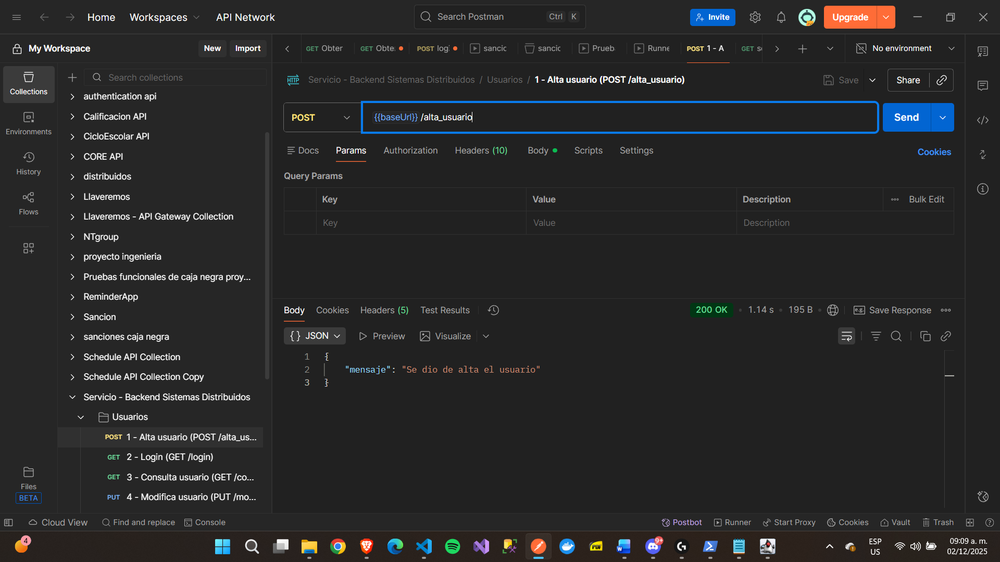 Home
Workspaces
API Network
Search Postman
Ctrl K
Invite
Upgrade
My Workspace
New
Import
GET Obter
GET Obte
POST log
sancic
sancic
Prueb
Runne
POST 1 - A
GET s
No environment
Collections
Environments
History
Flows
Files
BETA
Search collections
authentication api
Calificacion API
CicloEscolar API
CORE API
distribuidos
Llaveremos
Llaveremos - API Gateway Collection
NTgroup
proyecto ingenieria
Pruebas funcionales de caja negra proy...
ReminderApp
Sancion
sanciones caja negra
Schedule API Collection
Schedule API Collection Copy
Servicio - Backend Sistemas Distribuidos
Usuarios
POST 1 - Alta usuario (POST /alta_us...
GET 2 - Login (GET /login)
GET 3 - Consulta usuario (GET /co...
PUT 4 - Modifica usuario (PUT /mo...
HTTP Servicio - Backend Sistemas Distribuidos / Usuarios / 1 - Alta usuario (POST /alta_usuario)
Save
Share
POST
{{baseUrl}} /alta_usuario
Send
Docs
Params
Authorization
Headers (10)
Body
Scripts
Settings
Cookies
Query Params
Key Value Description Bulk Edit
Key Value Description
Body
Cookies
Headers (5)
Test Results
200 OK • 1.14 s • 195 B
e.g. Save Response
{ } JSON
Preview
Visualize
1 {
2 "mensaje": "Se dio de alta el usuario"
3 }
Cloud View
Find and replace
Console
Postbot
Runner
Start Proxy
Cookies
Vault
Trash
4
PDF
9+
ESP
US
09:09 a. m.
02/12/2025